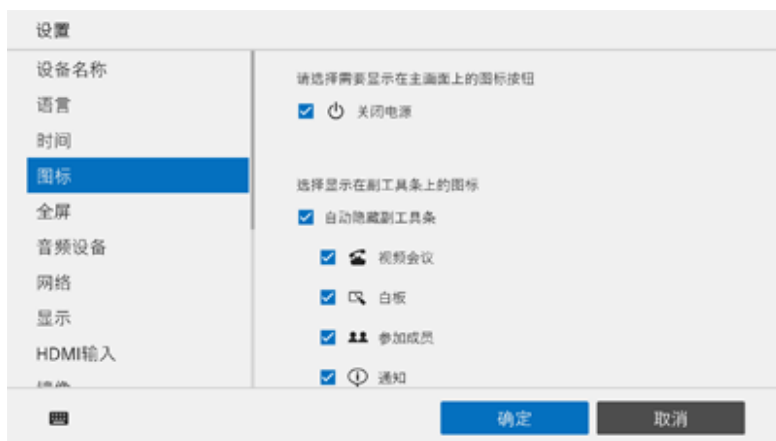 设置
设备名称
语言
时间
图标
全屏
音频设备
网络
显示
HDMI输入
请选择需要显示在主画面上的图标按钮
关闭电源
选择显示在副工具条上的图标
自动隐藏副工具条
视频会议
白板
参加成员
通知
确定
取消